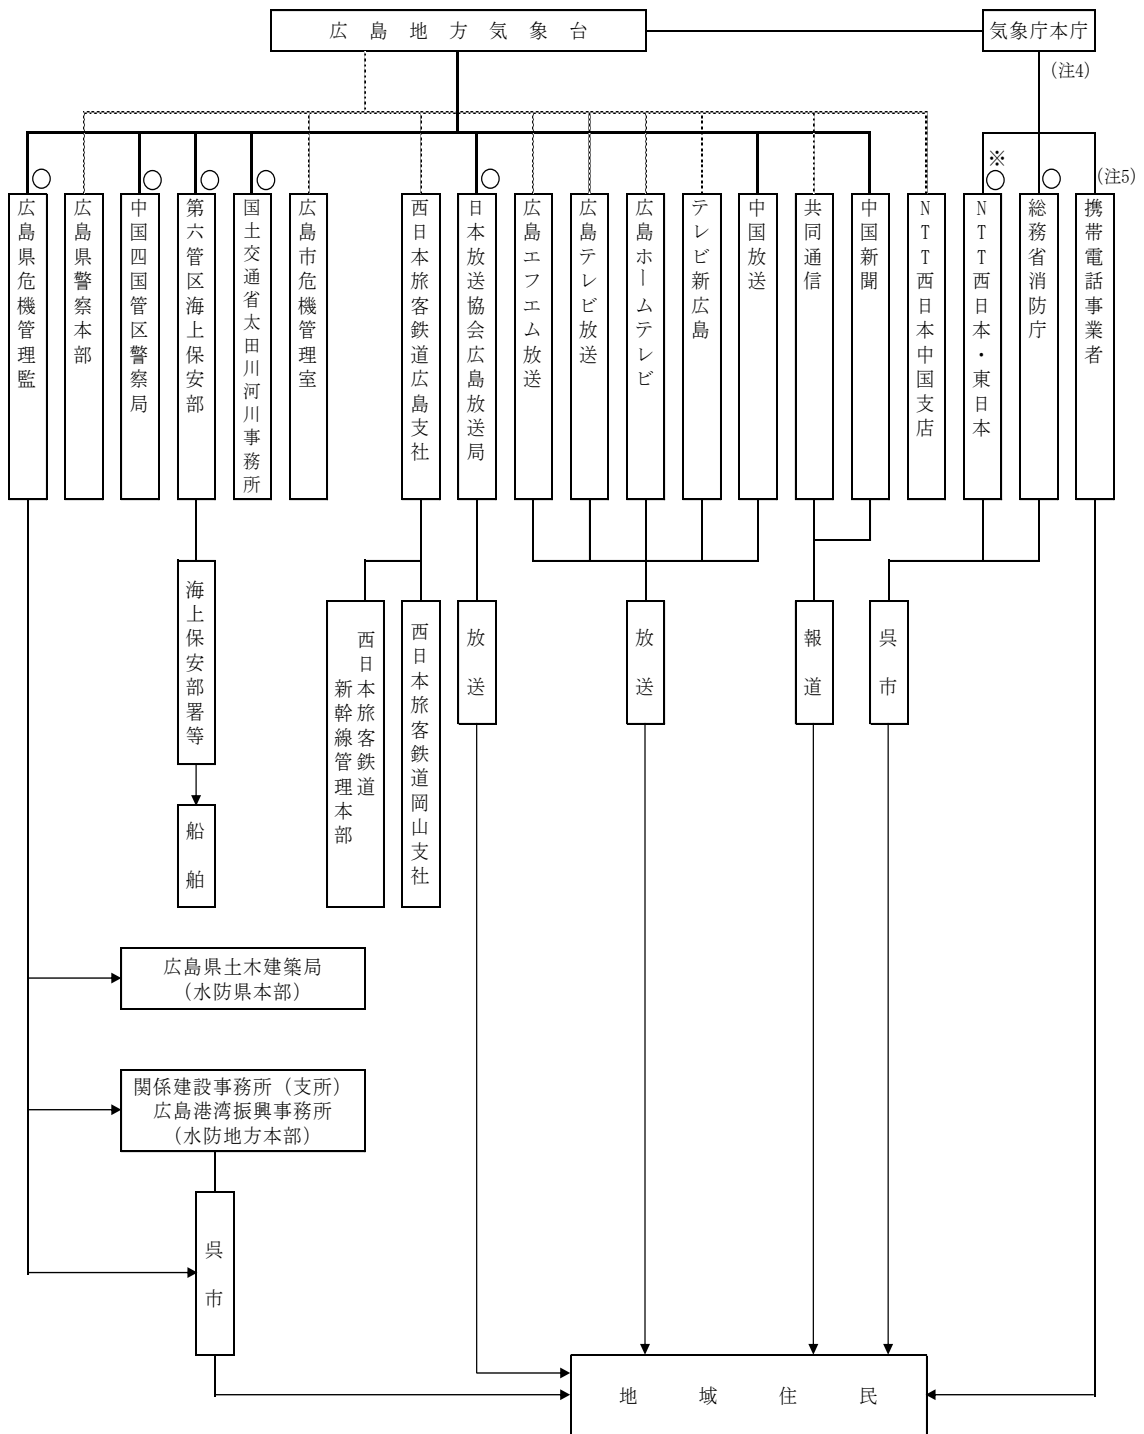 広島地方気象台
気象庁本庁
(注4)
※
(注5)
広島県危機管理監
広島県警察本部
中国四国管区警察局
第六管区海上保安部
国土交通省太田川河川事務所
広島市危機管理室
西日本旅客鉄道広島支社
日本放送協会広島放送局
広島エフエム放送
広島テレビ放送
広島ホームテレビ
テレビ新広島
中国放送
共同通信
中国新聞
NTT西日本中国支店
NTT西日本・東日本
総務省消防庁
携帯電話事業者
海上保安部署等
西日本旅客鉄道
新幹線管理本部
西日本旅客鉄道岡山支社
放送
放送
報道
呉市
船舶
広島県土木建築局
(水防県本部)
関係建設事務所(支所)
広島港湾振興事務所
(水防地方本部)
呉市
地域住民